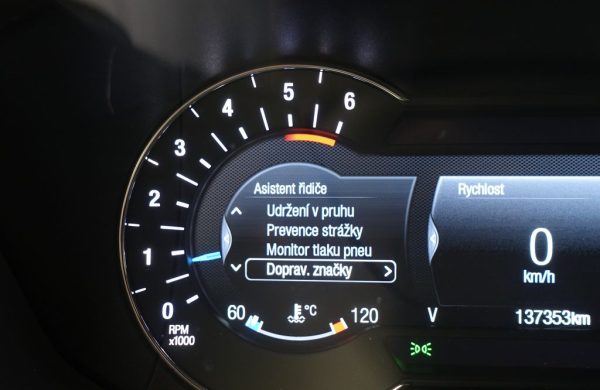 6
5
4
3
2
1
0
RPM
x1000
Asistent řidiče
Udržení v pruhu
Prevence strážky
Monitor tlaku pneu
Doprav. značky
60 °C 120
Rychlost
0
km/h
V 137353km